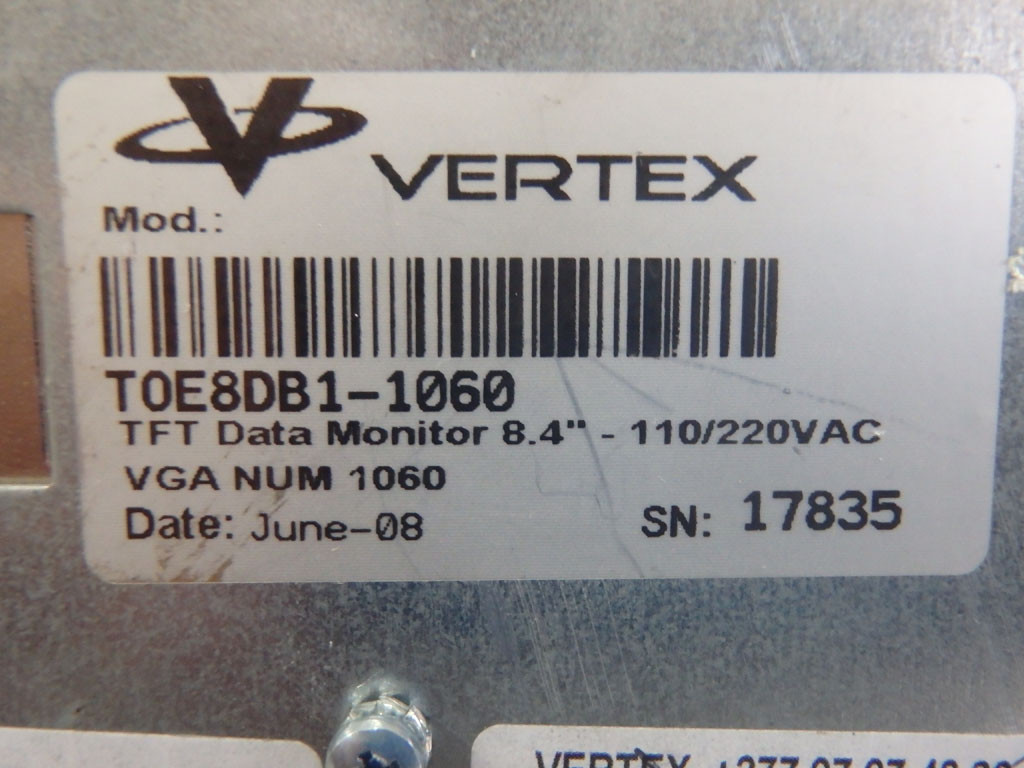 VERTEX
Mod.:
T0E8DB1-1060
TFT Data Monitor 8.4" - 110/220VAC
VGA NUM 1060
Date: June-08 SN: 17835
VERTEX